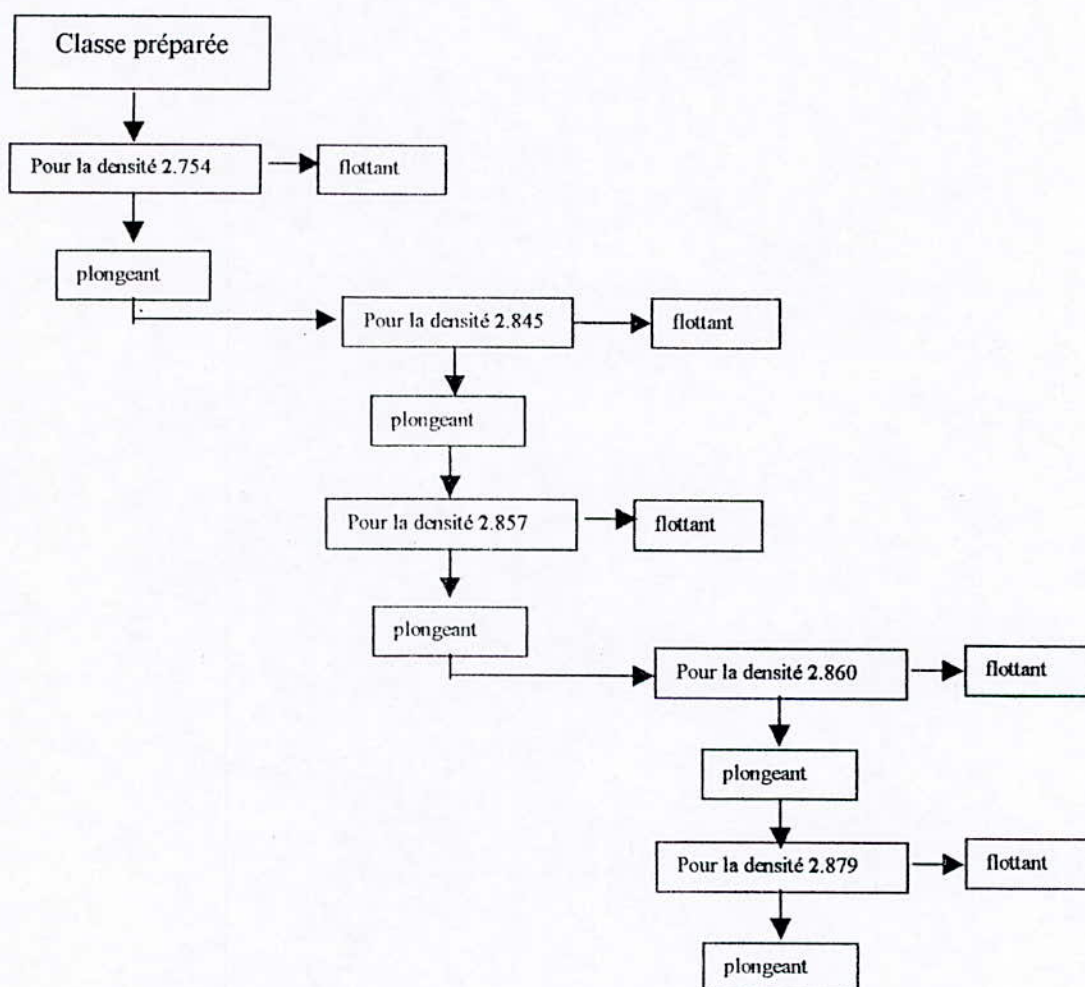 Classe préparée
Pour la densité 2.754
flottant
plongeant
Pour la densité 2.845
flottant
plongeant
Pour la densité 2.857
flottant
plongeant
Pour la densité 2.860
flottant
plongeant
Pour la densité 2.879
flottant
plongeant